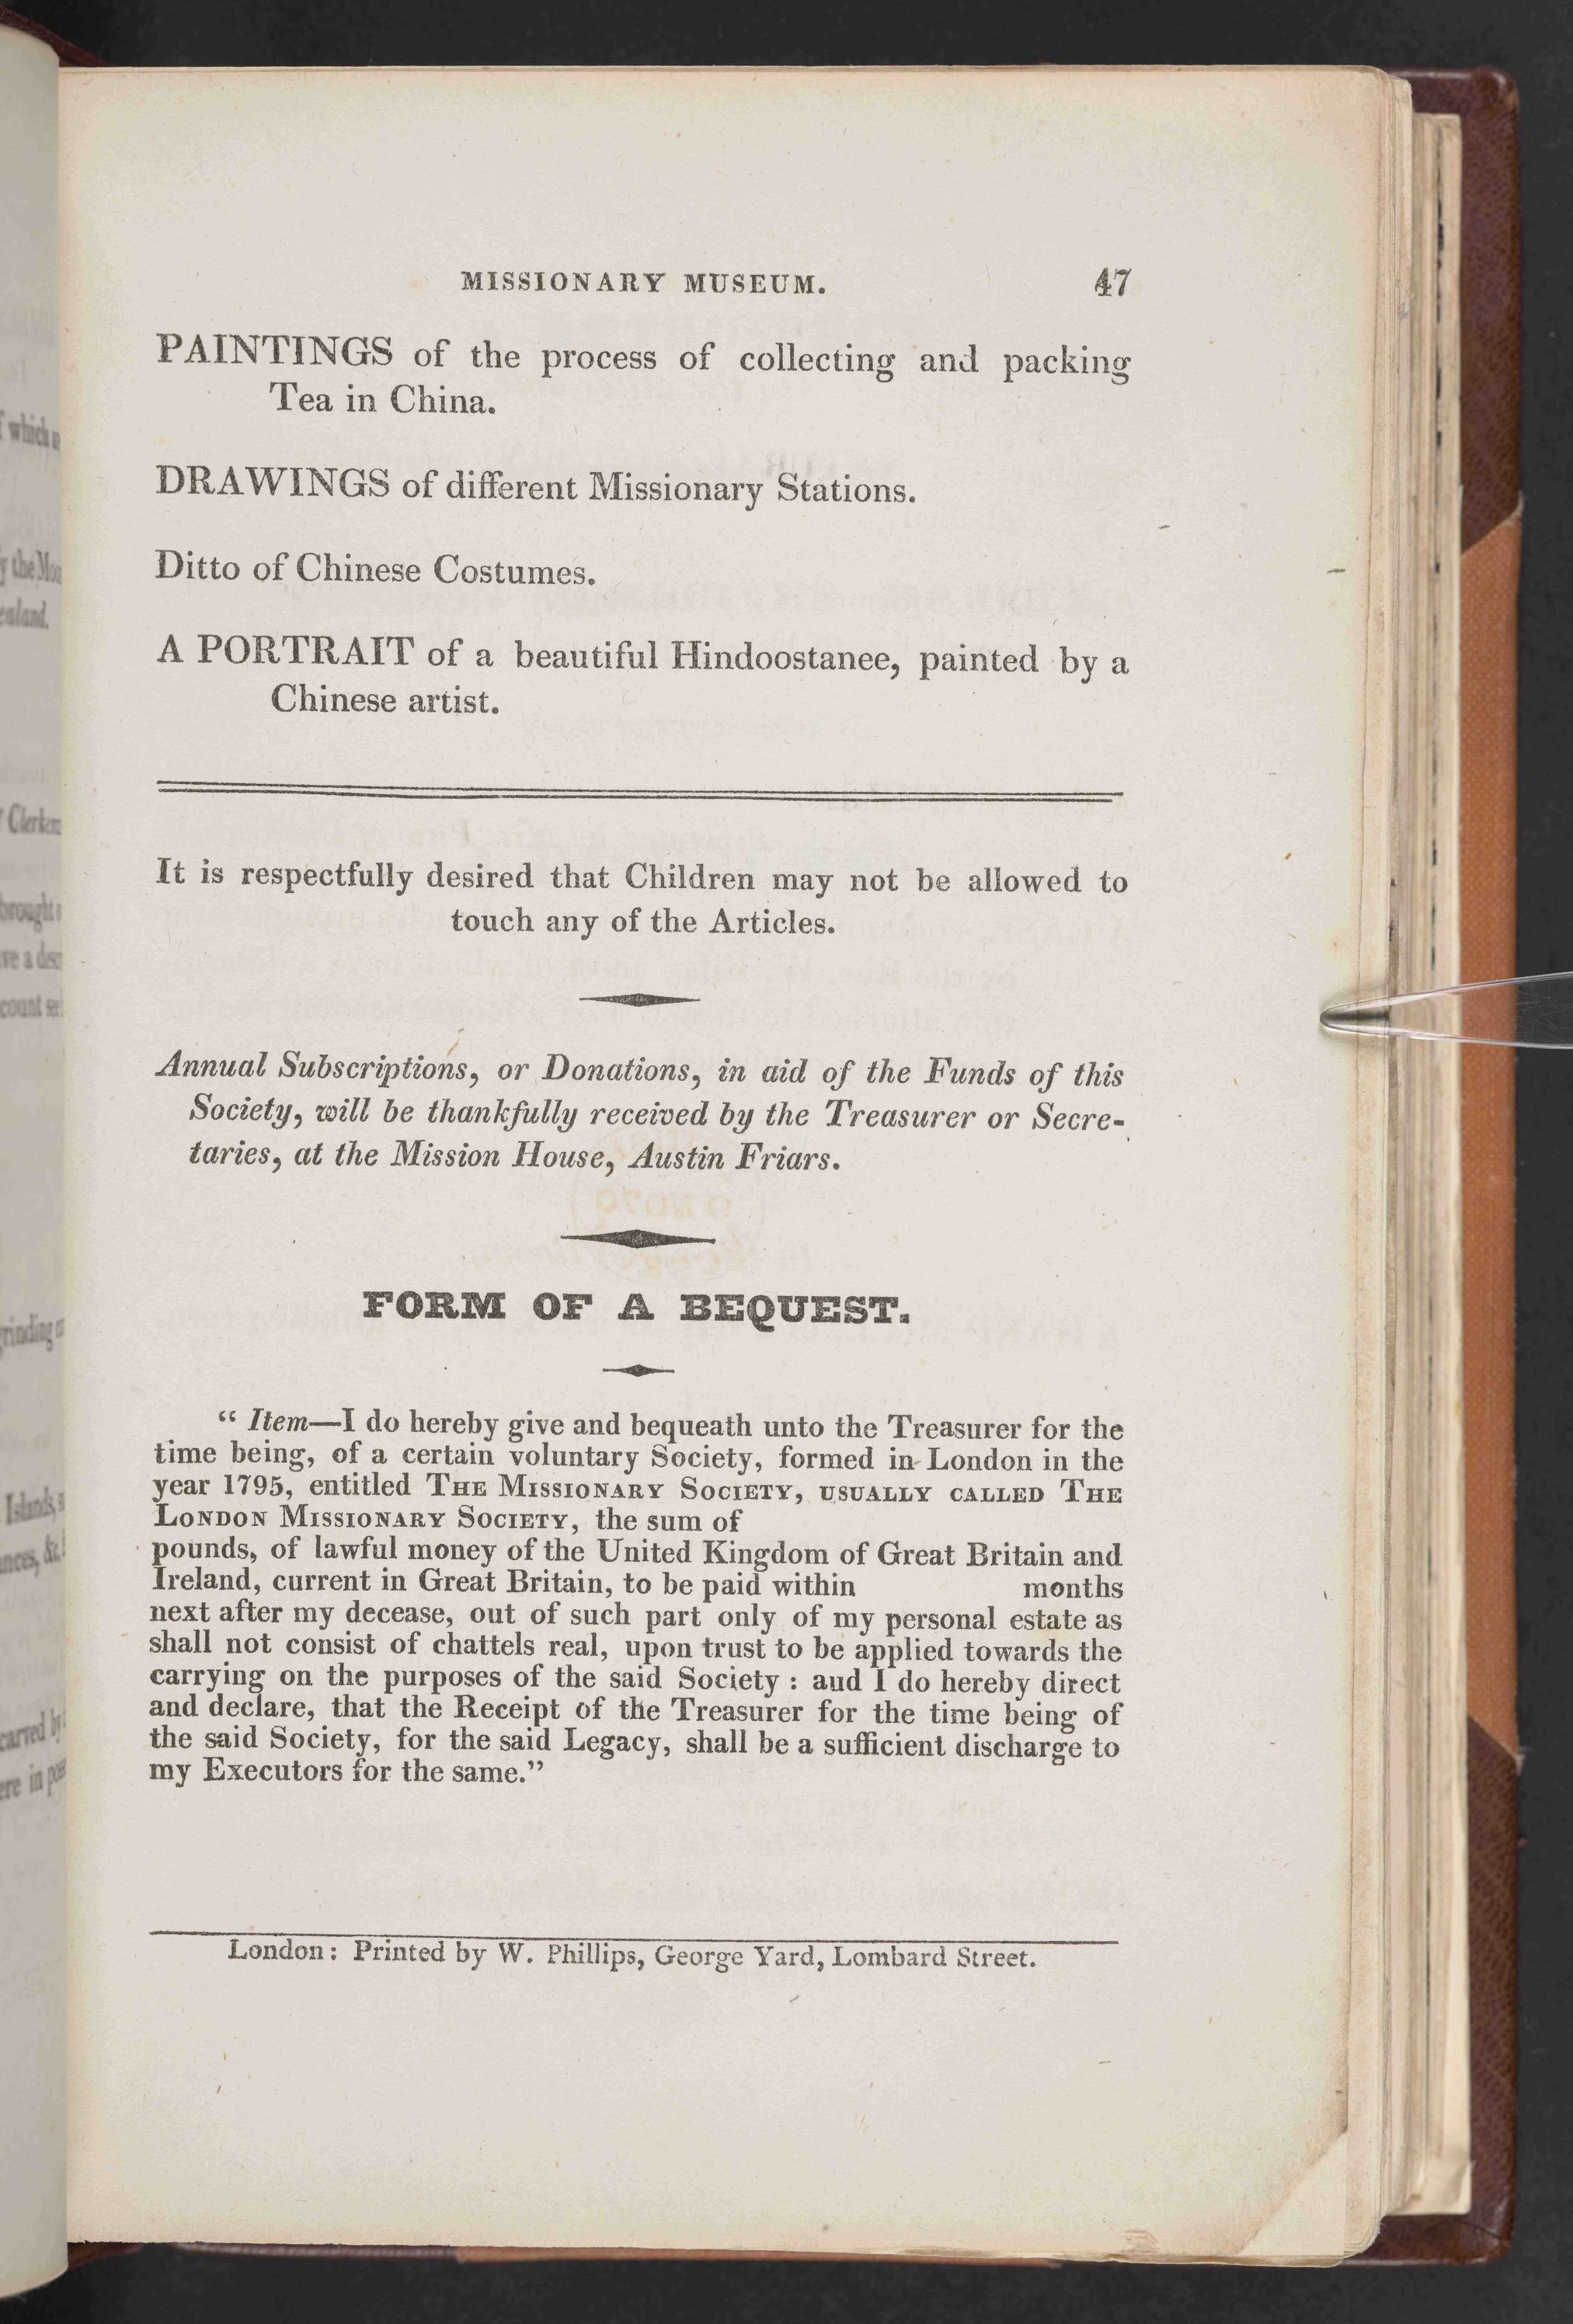 MISSIONARY MUSEUM. 47
PAINTINGS of the process of collecting and packing
Tea in China.
DRAWINGS of different Missionary Stations.
Ditto of Chinese Costumes.
A PORTRAIT of a beautiful Hindoostanee, painted by a
Chinese artist.
It is respectfully desired that Children may not be allowed to
touch any of the Articles.
Annual Subscriptions, or Donations, in aid of the Funds of this
Society, will be thankfully received by the Treasurer or Secre-
taries, at the Mission House, Austin Friars.
FORM OF A BEQUEST.
“ Item—I do hereby give and bequeath unto the Treasurer for the
time being, of a certain voluntary Society, formed in London in the
year 1795, entitled THE MISSIONARY SOCIETY, USUALLY CALLED THE
LONDON MISSIONARY SOCIETY, the sum of
pounds, of lawful money of the United Kingdom of Great Britain and
Ireland, current in Great Britain, to be paid within months
next after my decease, out of such part only of my personal estate as
shall not consist of chattels real, upon trust to be applied towards the
carrying on the purposes of the said Society : aud I do hereby direct
and declare, that the Receipt of the Treasurer for the time being of
the said Society, for the said Legacy, shall be a sufficient discharge to
my Executors for the same.”
London: Printed by W. Phillips, George Yard, Lombard Street.